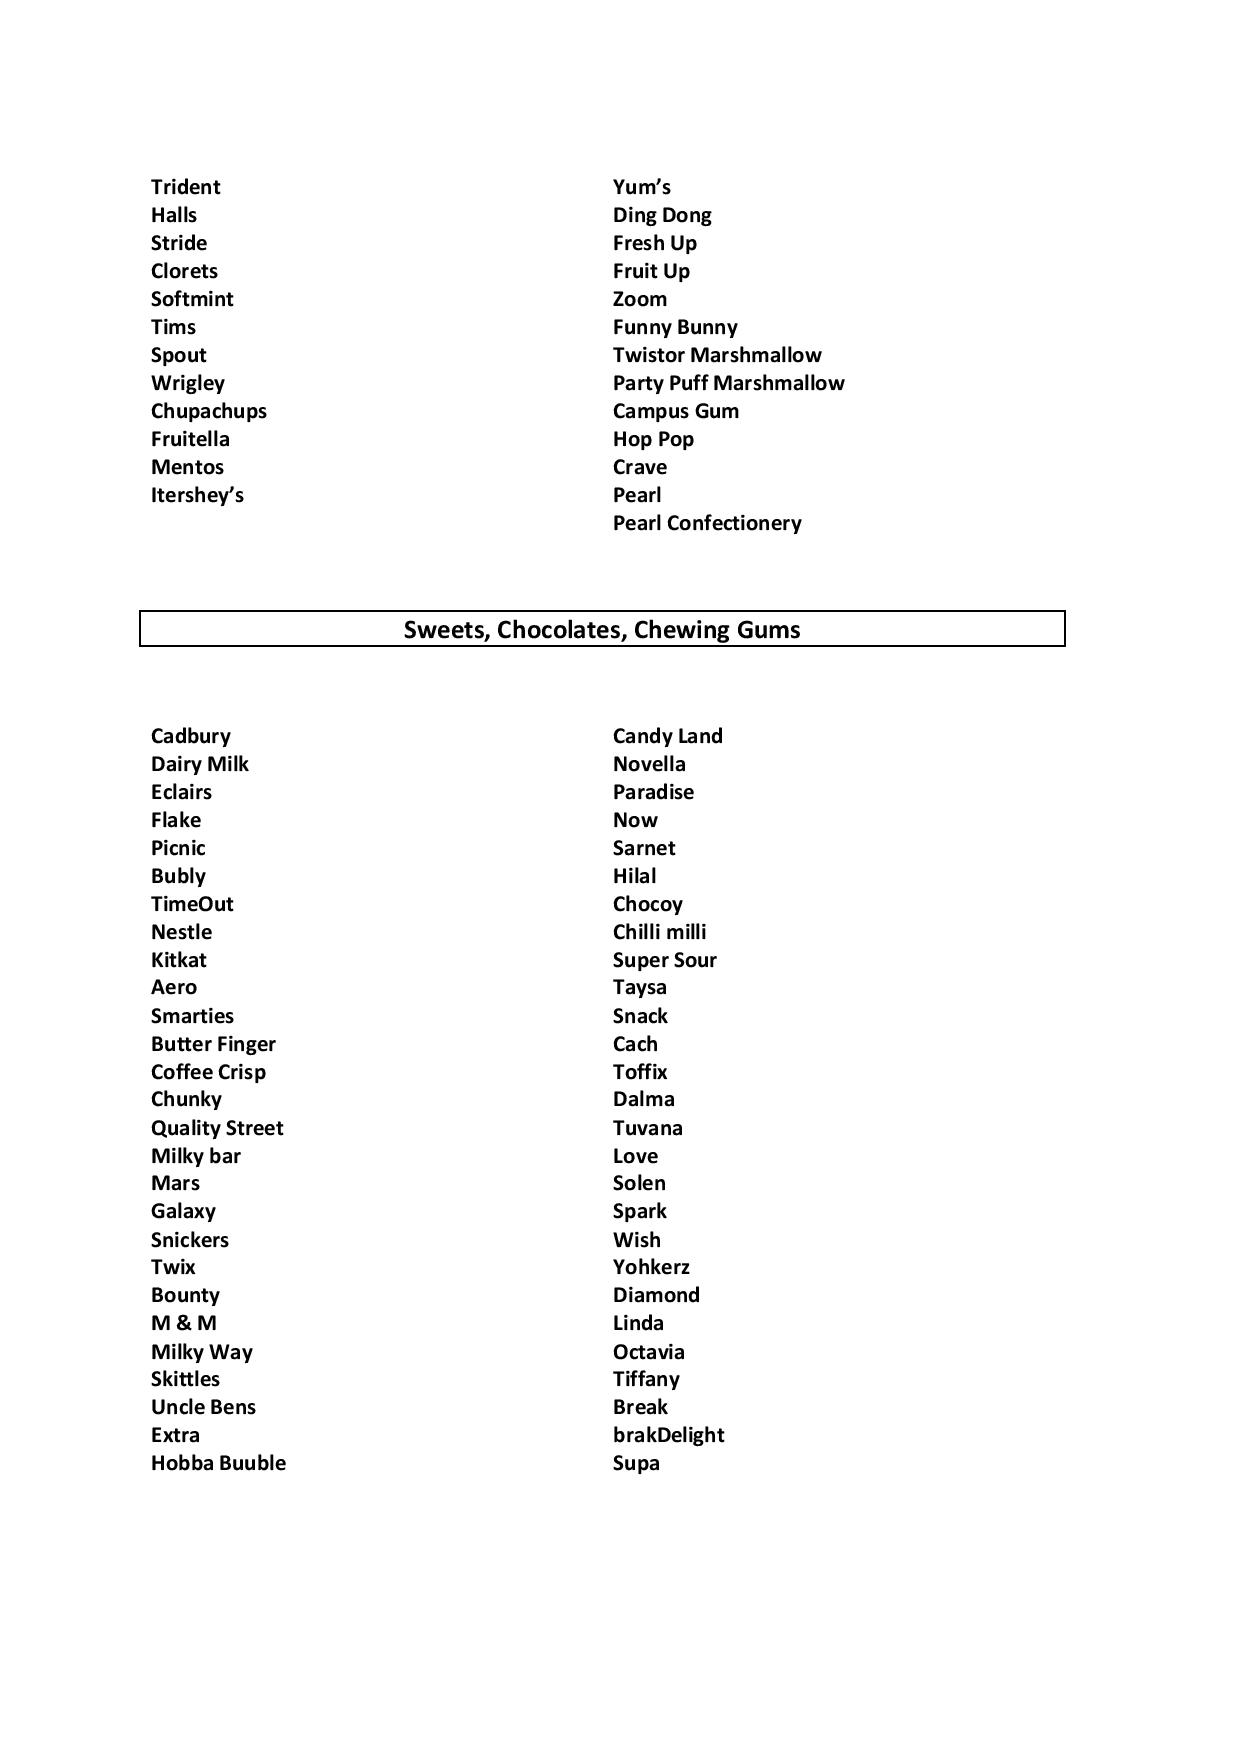 Trident
Halls
Stride
Clorets
Softmint
Tims
Spout
Wrigley
Chupachups
Fruitella
Mentos
Itershey’s
Yum’s
Ding Dong
Fresh Up
Fruit Up
Zoom
Funny Bunny
Twistor Marshmallow
Party Puff Marshmallow
Campus Gum
Hop Pop
Crave
Pearl
Pearl Confectionery
Sweets, Chocolates, Chewing Gums
Cadbury
Dairy Milk
Eclairs
Flake
Picnic
Bubly
TimeOut
Nestle
Kitkat
Aero
Smarties
Butter Finger
Coffee Crisp
Chunky
Quality Street
Milky bar
Mars
Galaxy
Snickers
Twix
Bounty
M & M
Milky Way
Skittles
Uncle Bens
Extra
Hobba Buuble
Candy Land
Novella
Paradise
Now
Sarnet
Hilal
Chocoy
Chilli milli
Super Sour
Taysa
Snack
Cach
Toffix
Dalma
Tuvana
Love
Solen
Spark
Wish
Yohkerz
Diamond
Linda
Octavia
Tiffany
Break
brakDelight
Supa